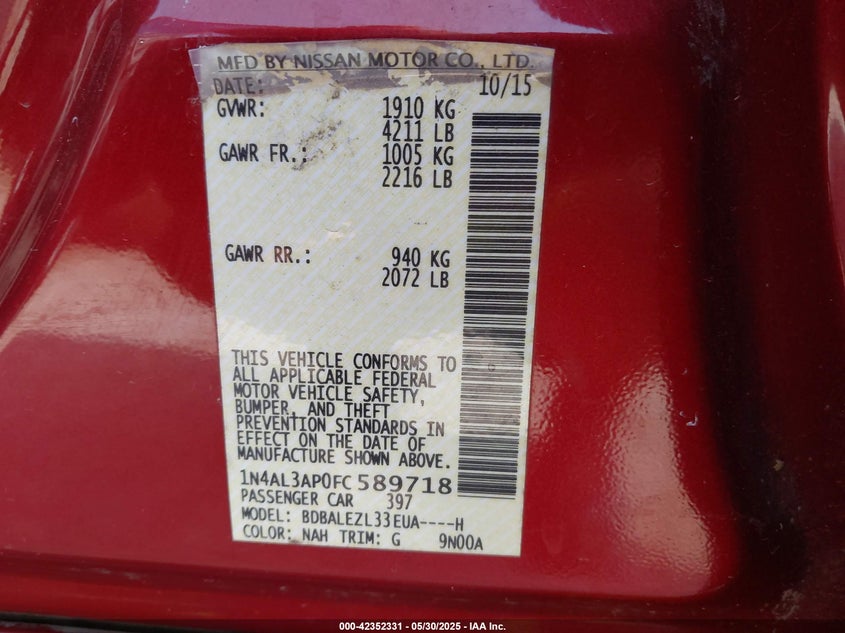 MFD BY NISSAN MOTOR CO., LTD.
DATE: 10/15
GVWR: 1910 KG
4211 LB
GAWR FR.: 1005 KG
2216 LB
GAWR RR.: 940 KG
2072 LB
THIS VEHICLE CONFORMS TO
ALL APPLICABLE FEDERAL
MOTOR VEHICLE SAFETY,
BUMPER, AND THEFT
PREVENTION STANDARDS IN
EFFECT ON THE DATE OF
MANUFACTURE SHOWN ABOVE.
1N4AL3AP0FC589718
PASSENGER CAR 397
MODEL: BDBALEZL33EUA----H
COLOR: NAH TRIM: G 9N00A
000-42352331 - 05/30/2025 - IAA Inc.